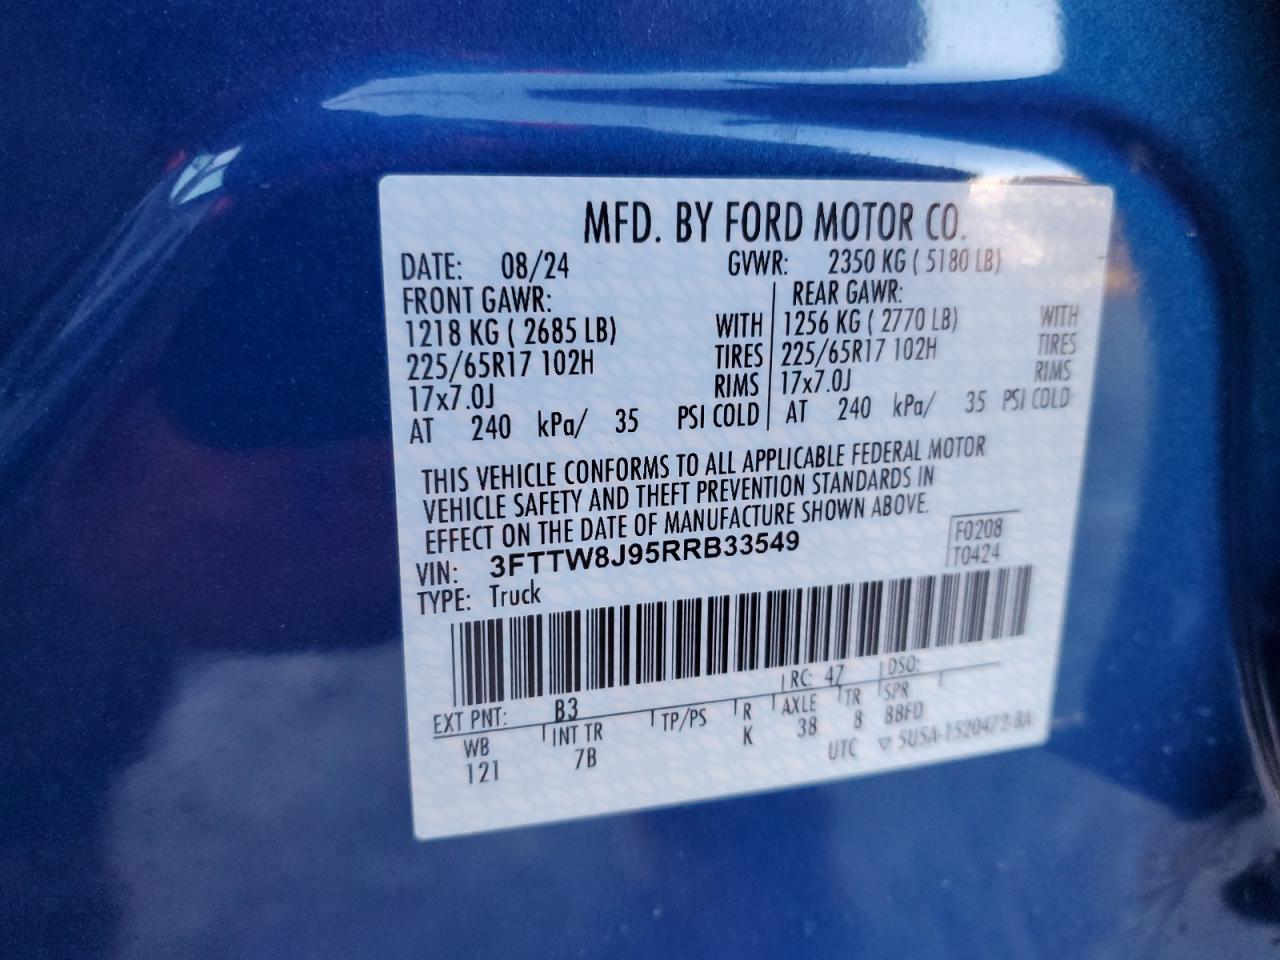 MFD. BY FORD MOTOR CO.
DATE: 08/24 GVWR: 2350 KG ( 5180 LB)
FRONT GAWR: REAR GAWR:
1218 KG ( 2685 LB) WITH 1256 KG ( 2770 LB) WITH
225/65R17 102H TIRES 225/65R17 102H TIRES
17x7.0J RIMS 17x7.0J RIMS
AT 240 kPa/ 35 PSI COLD AT 240 kPa/ 35 PSI COLD
THIS VEHICLE CONFORMS TO ALL APPLICABLE FEDERAL MOTOR
VEHICLE SAFETY AND THEFT PREVENTION STANDARDS IN
EFFECT ON THE DATE OF MANUFACTURE SHOWN ABOVE.
VIN: 3FTTW8J95RRB33549 F0208
TYPE: Truck T0424
EXT PNT: B3 RC: 47 DSO:
WB INT TR TP/PS R AXLE TR SPR
121 7B K 38 8 BBFD
UTC ▽ 5USA-1520472-BA